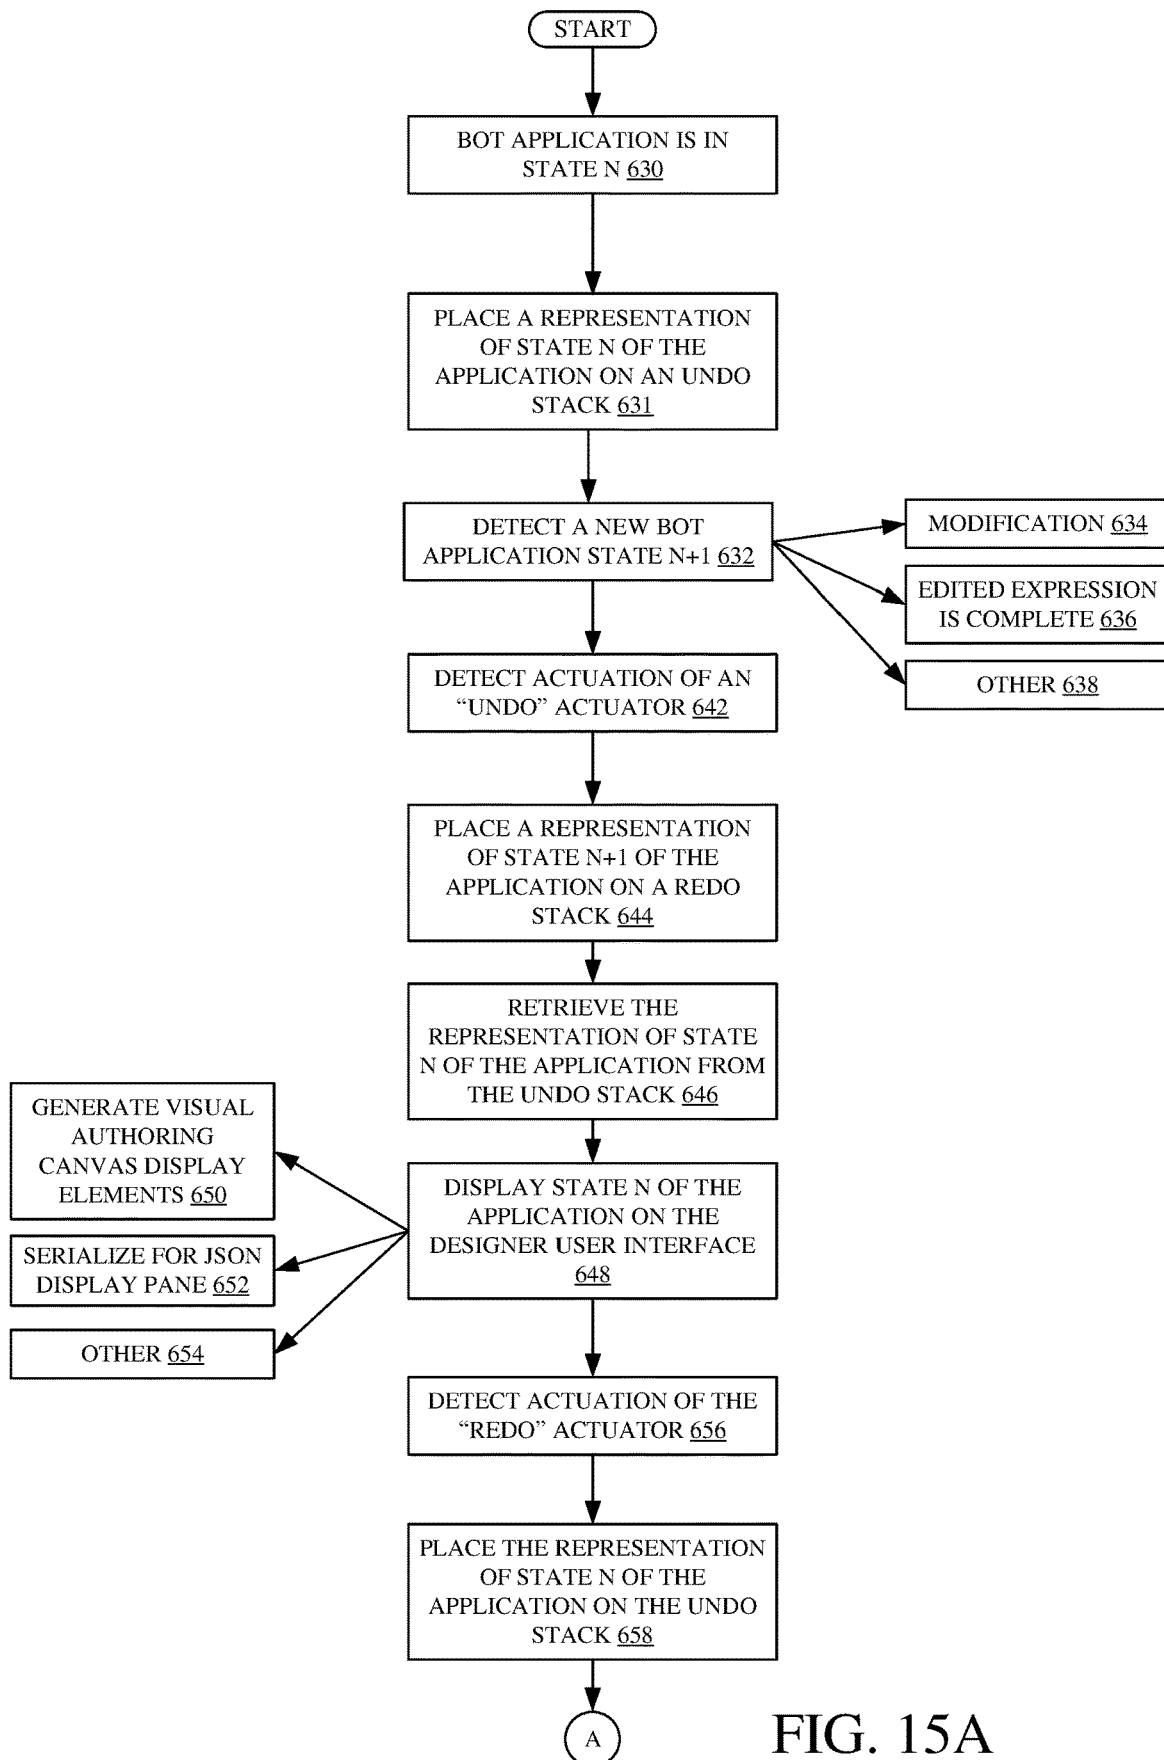 START
BOT APPLICATION IS IN
STATE N 630
PLACE A REPRESENTATION
OF STATE N OF THE
APPLICATION ON AN UNDO
STACK 631
DETECT A NEW BOT
APPLICATION STATE N+1 632
MODIFICATION 634
EDITED EXPRESSION
IS COMPLETE 636
OTHER 638
DETECT ACTUATION OF AN
“UNDO” ACTUATOR 642
PLACE A REPRESENTATION
OF STATE N+1 OF THE
APPLICATION ON A REDO
STACK 644
RETRIEVE THE
REPRESENTATION OF STATE
N OF THE APPLICATION FROM
THE UNDO STACK 646
DISPLAY STATE N OF THE
APPLICATION ON THE
DESIGNER USER INTERFACE
648
GENERATE VISUAL
AUTHORING
CANVAS DISPLAY
ELEMENTS 650
SERIALIZE FOR JSON
DISPLAY PANE 652
OTHER 654
DETECT ACTUATION OF THE
“REDO” ACTUATOR 656
PLACE THE REPRESENTATION
OF STATE N OF THE
APPLICATION ON THE UNDO
STACK 658
A
FIG. 15A